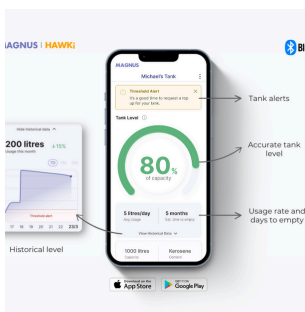 MAGNUS | HAWKi
BI
MAGNUS
Michael's Tank
Threshold Alert
It's a good time to request a top
up for your tank.
Tank alerts
Tank Level
80%
of capacity
Accurate tank
level
View Historical Data
200 litres
15%
Usage this month
Threshold alert
17 18 19 20 21 22 23/3
Historical level
5 litres/day
Avg usage
5 months
Est. time to empty
Usage rate and
days to empty
View Historical Data
1000 litres
Capacity
Kerosene
Content
Download on the
App Store
GET IT ON
Google Play